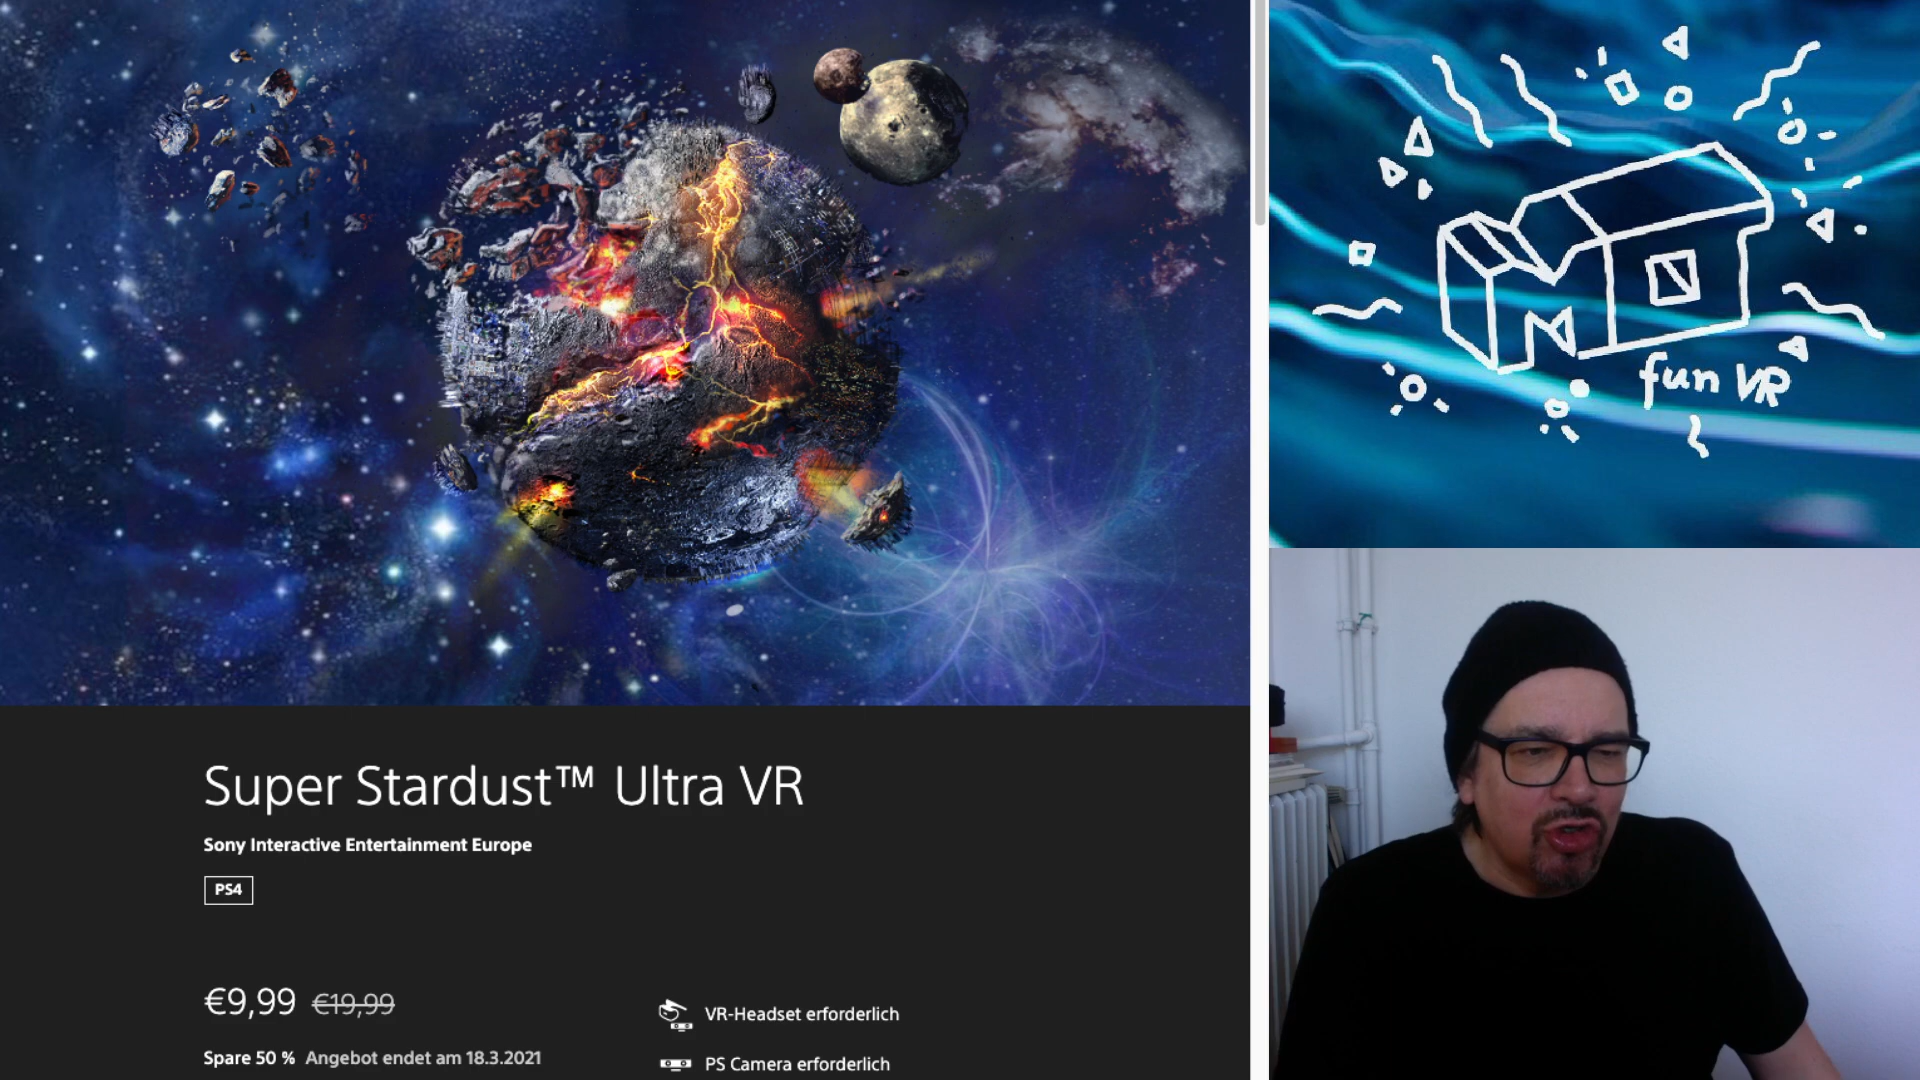 fun VR
Super Stardust™ Ultra VR
Sony Interactive Entertainment Europe
PS4
€9,99 €19,99
Spare 50 % Angebot endet am 18.3.2021
VR-Headset erforderlich
PS Camera erforderlich